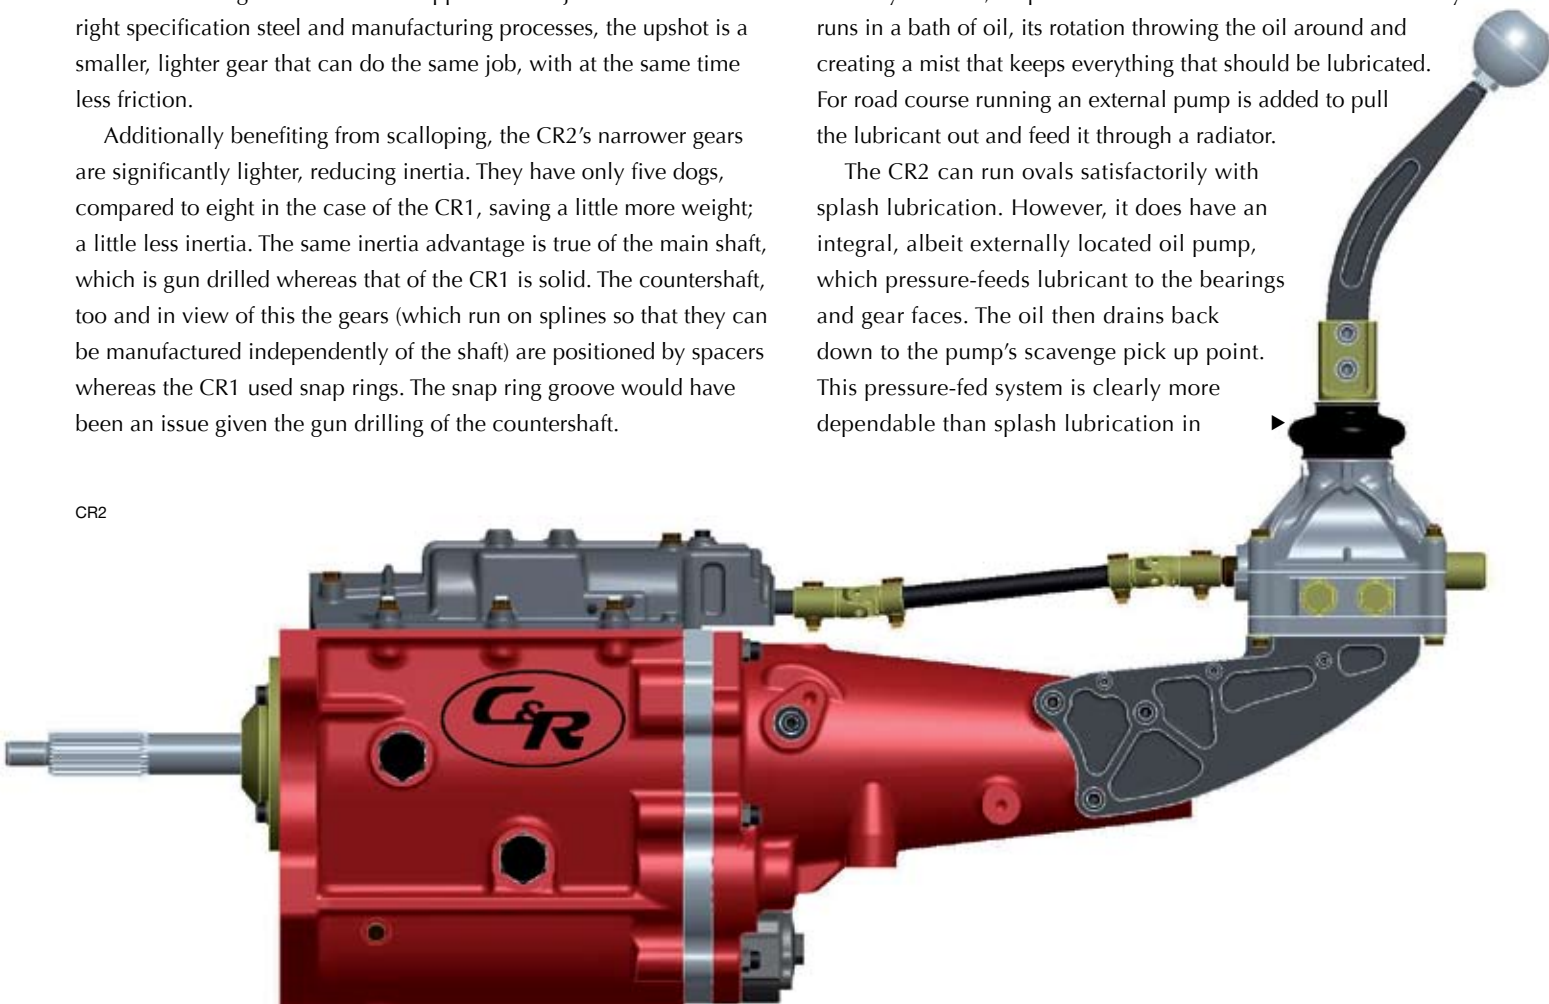 right specification steel and manufacturing processes, the upshot is a
smaller, lighter gear that can do the same job, with at the same time
less friction.
Additionally benefiting from scalloping, the CR2’s narrower gears
are significantly lighter, reducing inertia. They have only five dogs,
compared to eight in the case of the CR1, saving a little more weight;
a little less inertia. The same inertia advantage is true of the main shaft,
which is gun drilled whereas that of the CR1 is solid. The countershaft,
too and in view of this the gears (which run on splines so that they can
be manufactured independently of the shaft) are positioned by spacers
whereas the CR1 used snap rings. The snap ring groove would have
been an issue given the gun drilling of the countershaft.
runs in a bath of oil, its rotation throwing the oil around and
creating a mist that keeps everything that should be lubricated.
For road course running an external pump is added to pull
the lubricant out and feed it through a radiator.
The CR2 can run ovals satisfactorily with
splash lubrication. However, it does have an
integral, albeit externally located oil pump,
which pressure-feeds lubricant to the bearings
and gear faces. The oil then drains back
down to the pump’s scavenge pick up point.
This pressure-fed system is clearly more
dependable than splash lubrication in
CR2
C&R